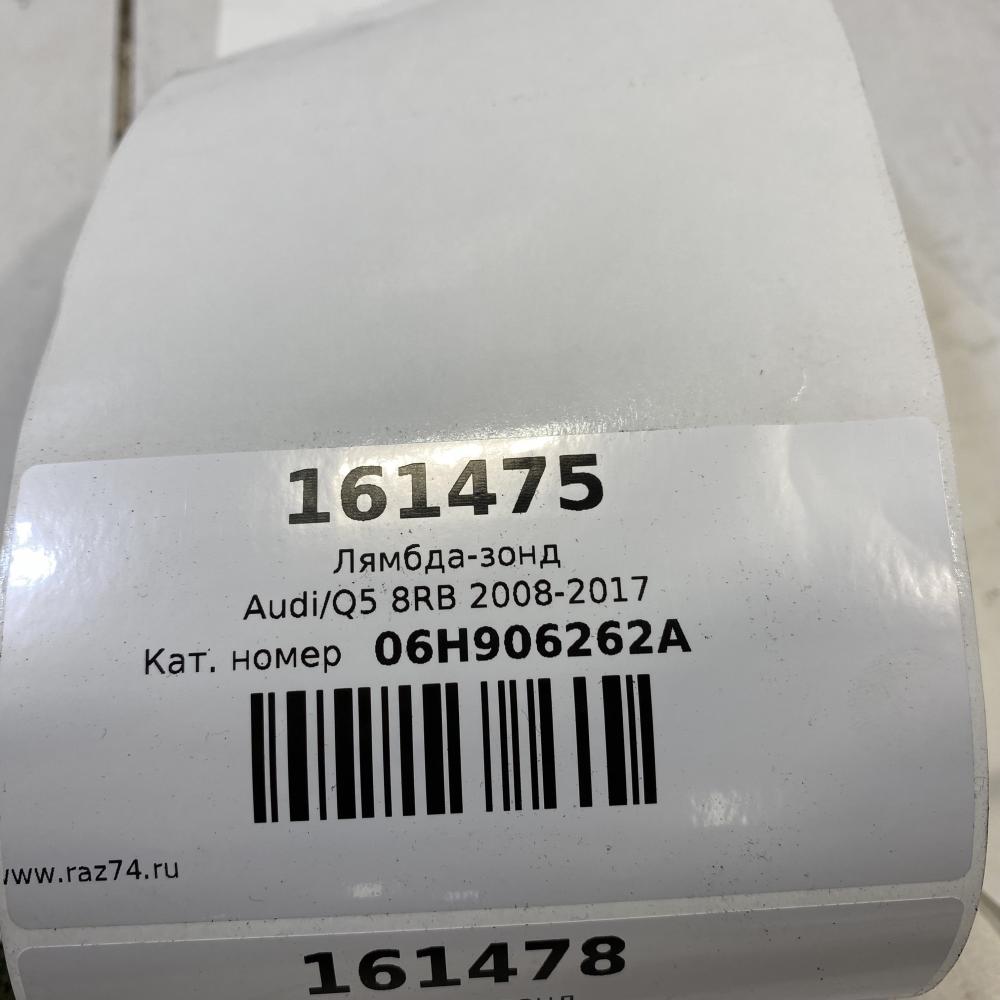 161475
Лямбда-зонд
Audi/Q5 8RB 2008-2017
Кат. номер 06H906262A
www.raz74.ru
161478